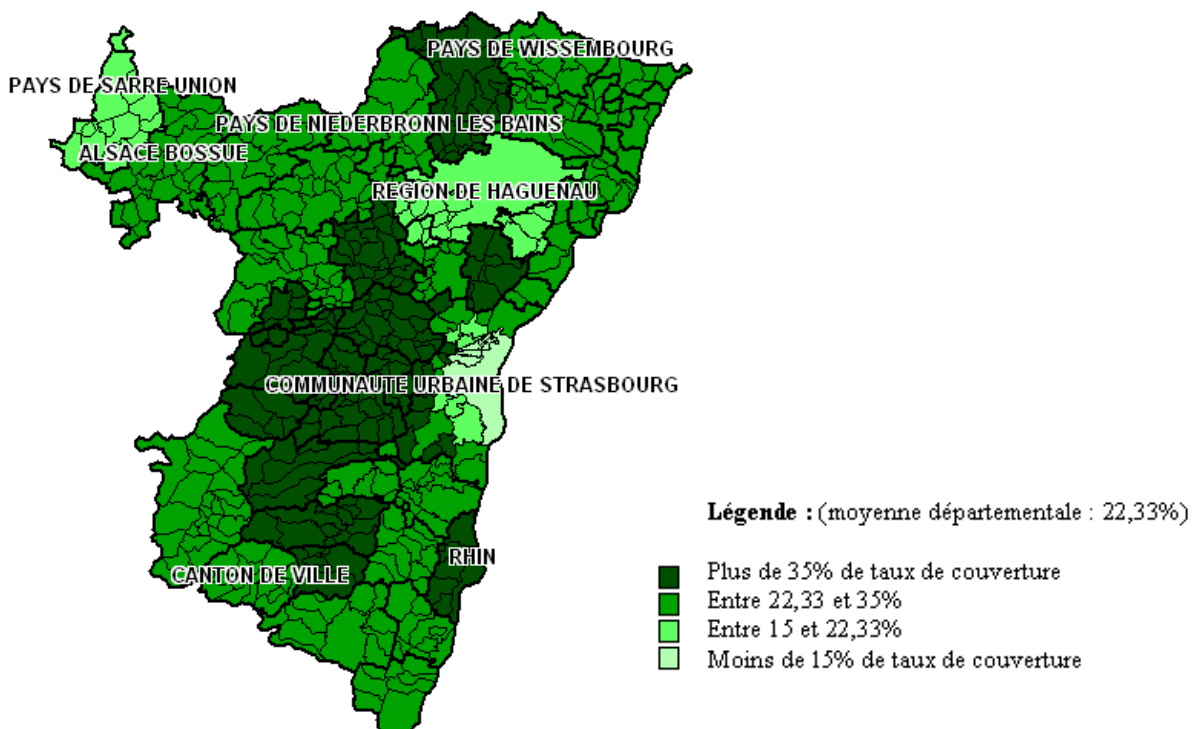 PAYS DE WISSEMBOURG
PAYS DE SARRE UNION
PAYS DE NIEDERBRONN LES BAINS
ALSACE BOSSUE
REGION DE HAGUENAU
COMMUNAUTE URBAINE DE STRASBOURG
RHIN
CANTON DE VILLE
Légende : (moyenne départementale : 22,33%)
Plus de 35% de taux de couverture
Entre 22,33 et 35%
Entre 15 et 22,33%
Moins de 15% de taux de couverture